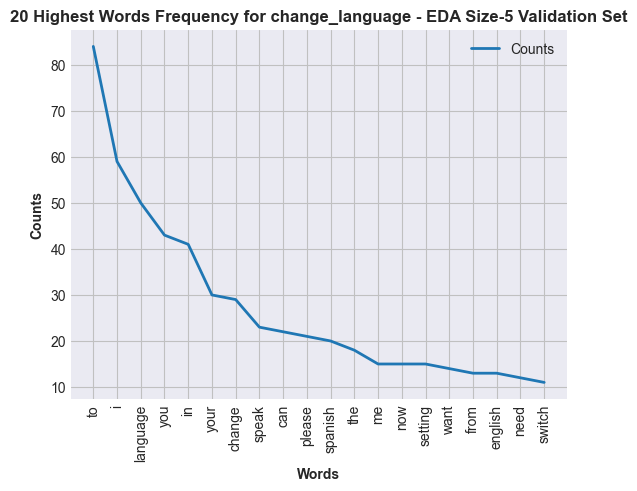 20 Highest Words Frequency for change_language - EDA Size-5 Validation Set
Counts
80
70
60
50
40
30
20
10
Counts
to
i
language
you
in
your
change
speak
can
please
spanish
the
me
now
setting
want
from
english
need
switch
Words